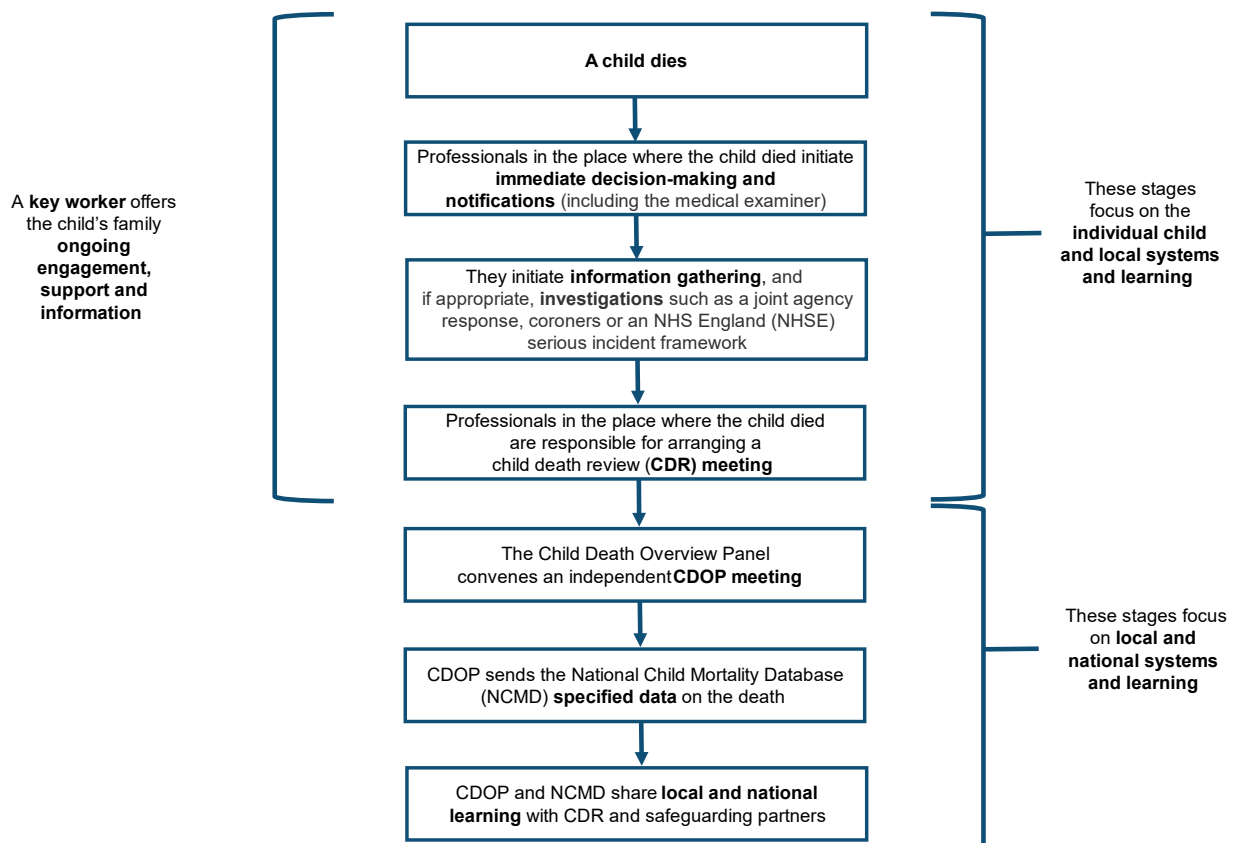 A child dies
Professionals in the place where the child died initiate
immediate decision-making and
notifications (including the medical examiner)
A key worker offers
the child’s family
ongoing
engagement,
support and
information
These stages
focus on the
individual child
and local systems
and learning
They initiate information gathering, and
if appropriate, investigations such as a joint agency
response, coroners or an NHS England (NHSE)
serious incident framework
Professionals in the place where the child died
are responsible for arranging a
child death review (CDR) meeting
The Child Death Overview Panel
convenes an independent CDOP meeting
These stages focus
on local and
national systems
and learning
CDOP sends the National Child Mortality Database
(NCMD) specified data on the death
CDOP and NCMD share local and national
learning with CDR and safeguarding partners